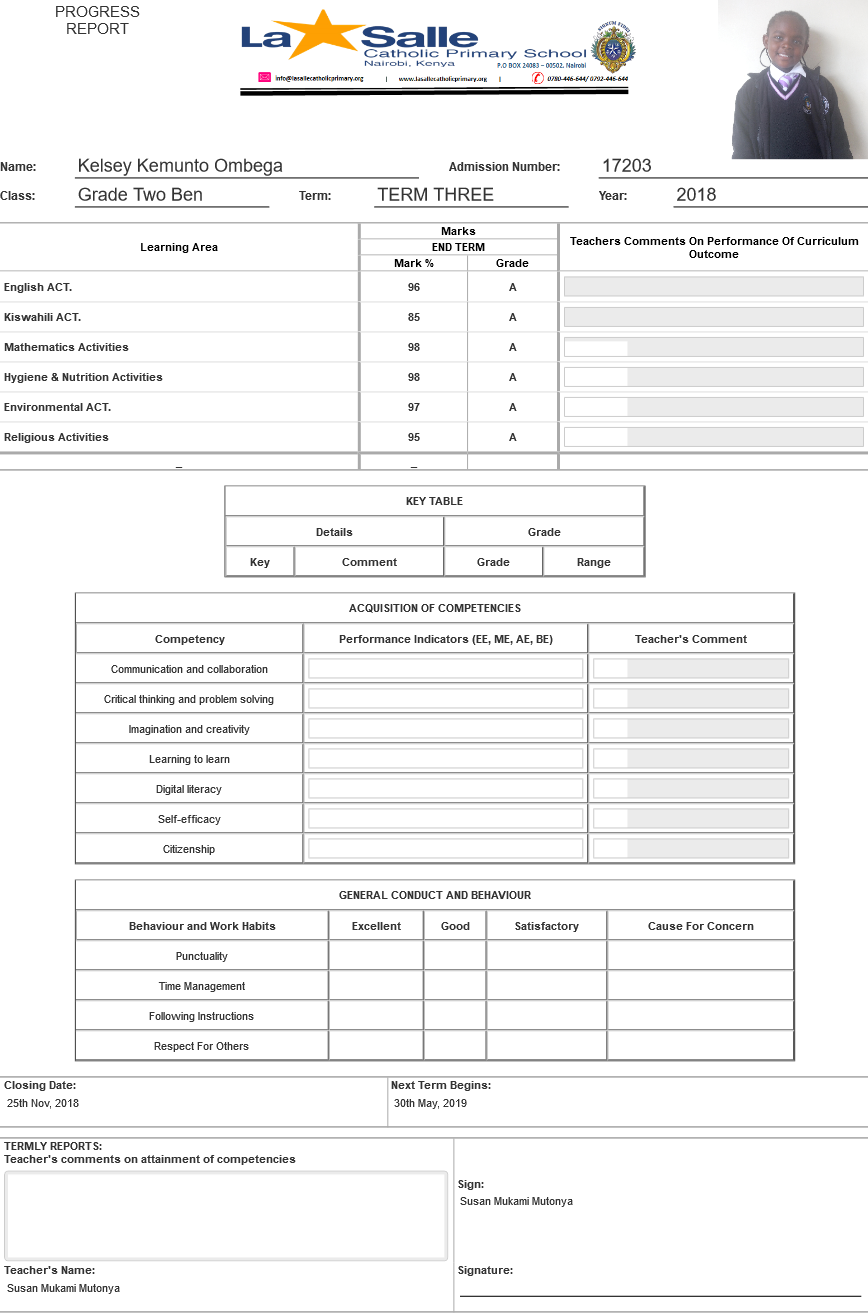 PROGRESS
REPORT
La Salle
Catholic Primary School
Nairobi, Kenya
P.O BOX 24083 – 00502, Nairobi
info@lasallecatholicprimary.org | www.lasallecatholicprimary.org | 0780-446-644/ 0792-446-644
Name: Kelsey Kemunto Ombega Admission Number: 17203
Class: Grade Two Ben Term: TERM THREE Year: 2018
Learning Area Marks Teachers Comments On Performance Of Curriculum Outcome
END TERM
Mark % Grade
English ACT. 96 A
Kiswahili ACT. 85 A
Mathematics Activities 98 A
Hygiene & Nutrition Activities 98 A
Environmental ACT. 97 A
Religious Activities 95 A
_ _
KEY TABLE
Details Grade
Key Comment Grade Range
ACQUISITION OF COMPETENCIES
Competency Performance Indicators (EE, ME, AE, BE) Teacher's Comment
Communication and collaboration
Critical thinking and problem solving
Imagination and creativity
Learning to learn
Digital literacy
Self-efficacy
Citizenship
GENERAL CONDUCT AND BEHAVIOUR
Behaviour and Work Habits Excellent Good Satisfactory Cause For Concern
Punctuality
Time Management
Following Instructions
Respect For Others
Closing Date: Next Term Begins:
25th Nov, 2018 30th May, 2019
TERMLY REPORTS:
Teacher's comments on attainment of competencies
Sign:
Susan Mukami Mutonya
Teacher's Name: Signature:
Susan Mukami Mutonya